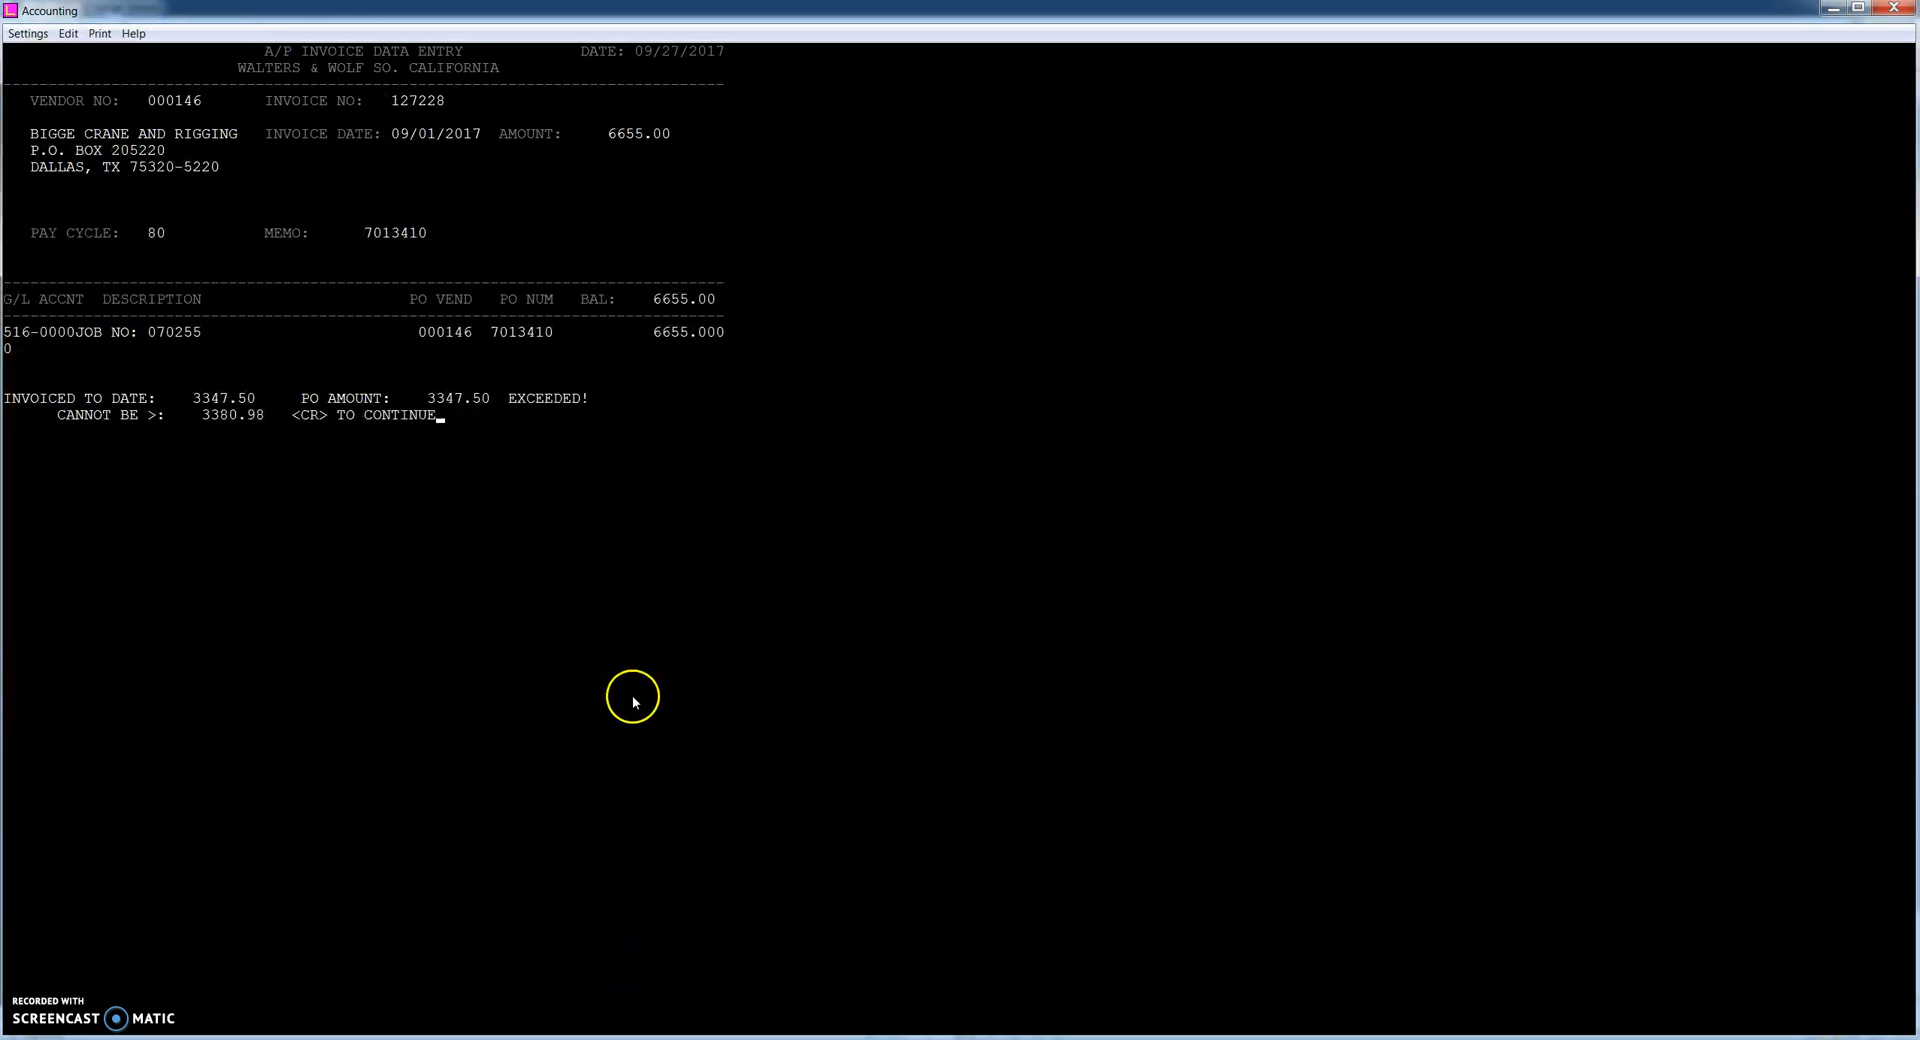 Accounting
Settings Edit Print Help
A/P INVOICE DATA ENTRY DATE: 09/27/2017
WALTERS & WOLF SO. CALIFORNIA
VENDOR NO: 000146 INVOICE NO: 127228
BIGGE CRANE AND RIGGING INVOICE DATE: 09/01/2017 AMOUNT: 6655.00
P.O. BOX 205220
DALLAS, TX 75320-5220
PAY CYCLE: 80 MEMO: 7013410
G/L ACCNT DESCRIPTION PO VEND PO NUM BAL: 6655.00
516-0000JOB NO: 070255 000146 7013410 6655.000
0
INVOICED TO DATE: 3347.50 PO AMOUNT: 3347.50 EXCEEDED!
CANNOT BE >: 3380.98 <CR> TO CONTINUE
RECORDED WITH
SCREENCAST MATIC